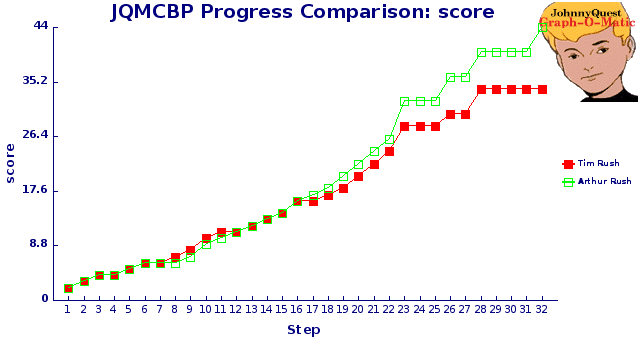 JQMCBP Progress Comparison: score
JohnnyQuest
Graph-O-Matic
44
35.2
26.4
17.6
8.8
0
score
1 2 3 4 5 6 7 8 9 10 11 12 13 14 15 16 17 18 19 20 21 22 23 24 25 26 27 28 29 30 31 32
Step
Tim Rush
Arthur Rush